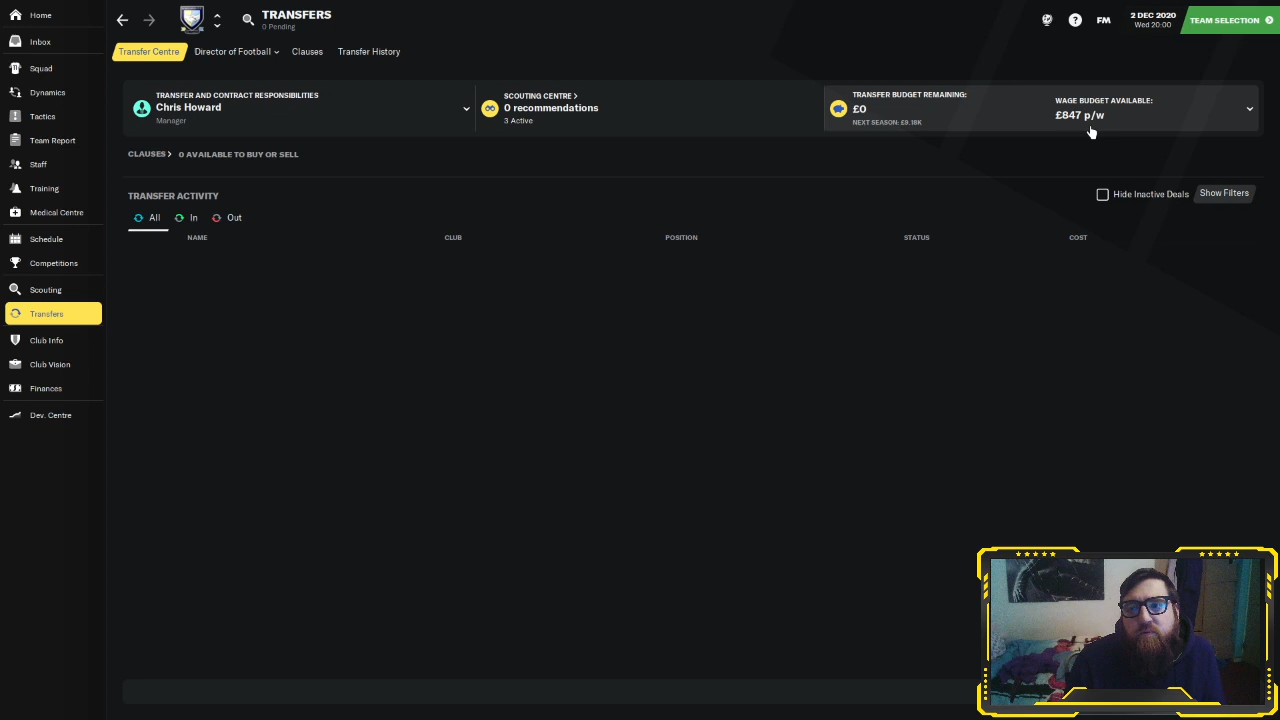 Home
Inbox
Squad
Dynamics
Tactics
Team Report
Staff
Training
Medical Centre
Schedule
Competitions
Scouting
Transfers
Club Info
Club Vision
Finances
Dev. Centre
TRANSFERS
0 Pending
FM
2 DEC 2020
Wed 20:00
TEAM SELECTION
Transfer Centre
Director of Football
Clauses
Transfer History
TRANSFER AND CONTRACT RESPONSIBILITIES
Chris Howard
Manager
SCOUTING CENTRE >
0 recommendations
3 Active
TRANSFER BUDGET REMAINING:
£0
NEXT SEASON: £9.18K
WAGE BUDGET AVAILABLE:
£847 p/w
CLAUSES > 0 AVAILABLE TO BUY OR SELL
TRANSFER ACTIVITY
Hide Inactive Deals
Show Filters
All In Out
NAME CLUB POSITION STATUS COST